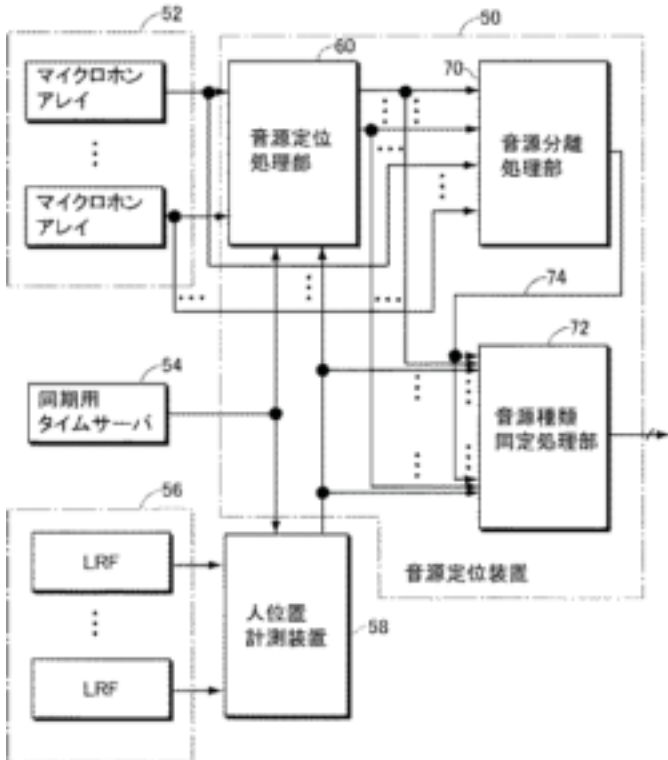 52
マイクロホン
アレイ
マイクロホン
アレイ
60
音源定位
処理部
50
70
音源分離
処理部
74
54
同期用
タイムサーバ
72
音源種類
同定処理部
音源定位装置
56
LRF
LRF
人位置
計測装置
58